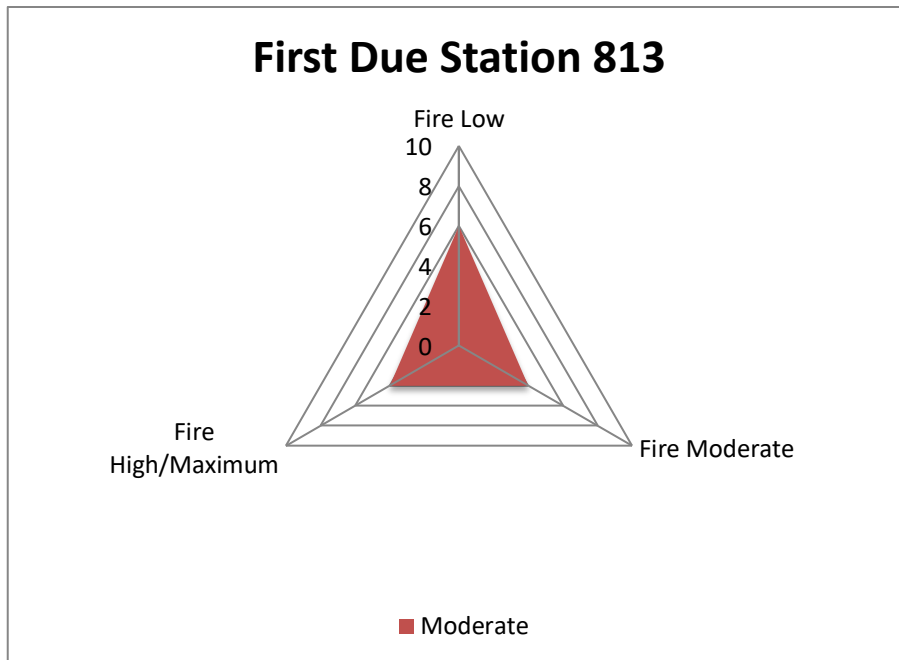 First Due Station 813
Fire Low
10
8
6
4
2
0
Fire
High/Maximum
Fire Moderate
Moderate